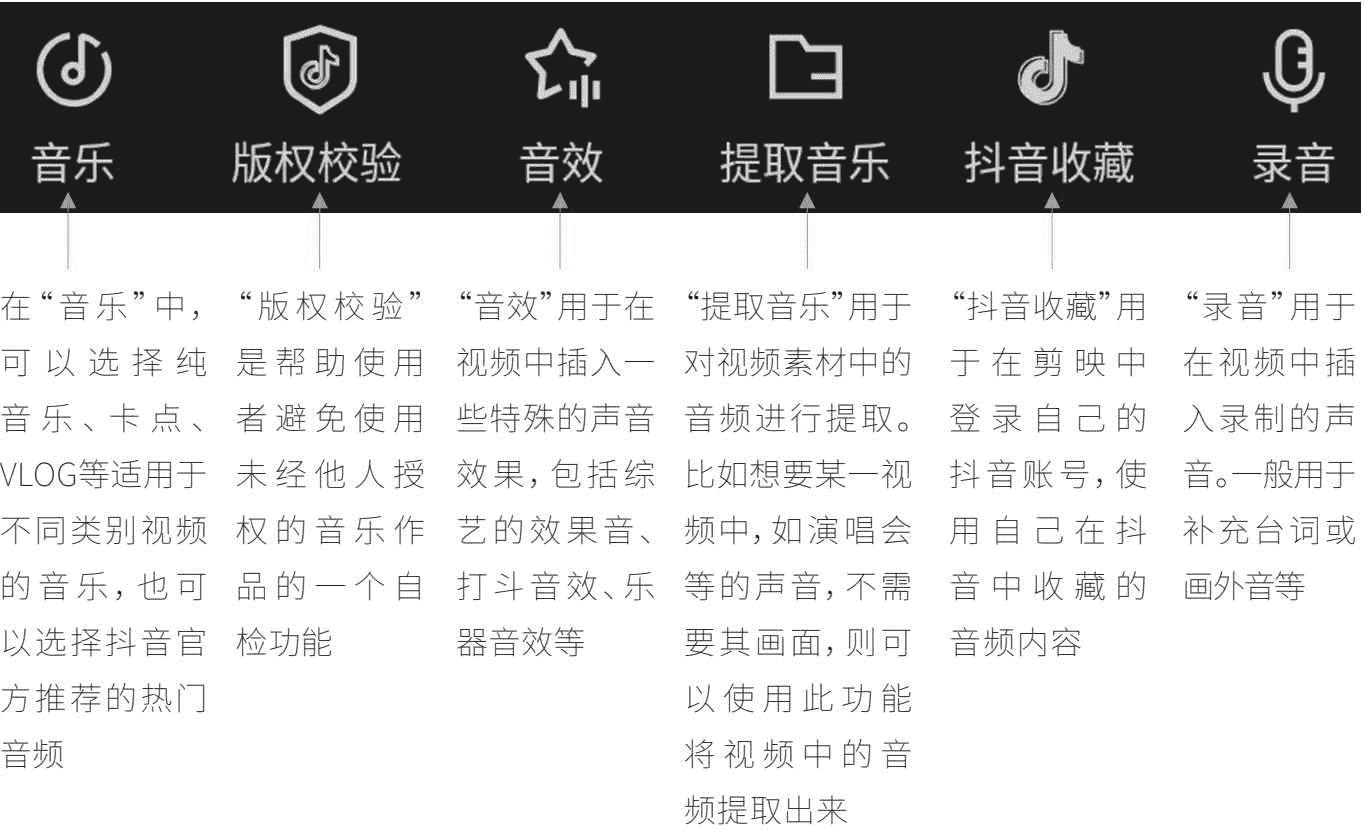 音乐
版权校验
音效
提取音乐
抖音收藏
录音
在“音乐”中，
可以选择纯
音乐、卡点、
VLOG等适用于
不同类别视频
的音乐，也可
以选择抖音官
方推荐的热门
音频
“版权校验”
是帮助使用
者避免使用
未经他人授
权的音乐作
品的一个自
检功能
“音效”用于在
视频中插入一
些特殊的声音
效果，包括综
艺的效果音、
打斗音效、乐
器音效等
“提取音乐”用于
对视频素材中的
音频进行提取。
比如想要某一视
频中，如演唱会
等的声音，不需
要其画面，则可
以使用此功能
将视频中的音
频提取出来
“抖音收藏”用
于在剪映中
登录自己的
抖音账号，使
用自己在抖
音中收藏的
音频内容
“录音”用于
在视频中插
入录制的声
音。一般用于
补充台词或
画外音等